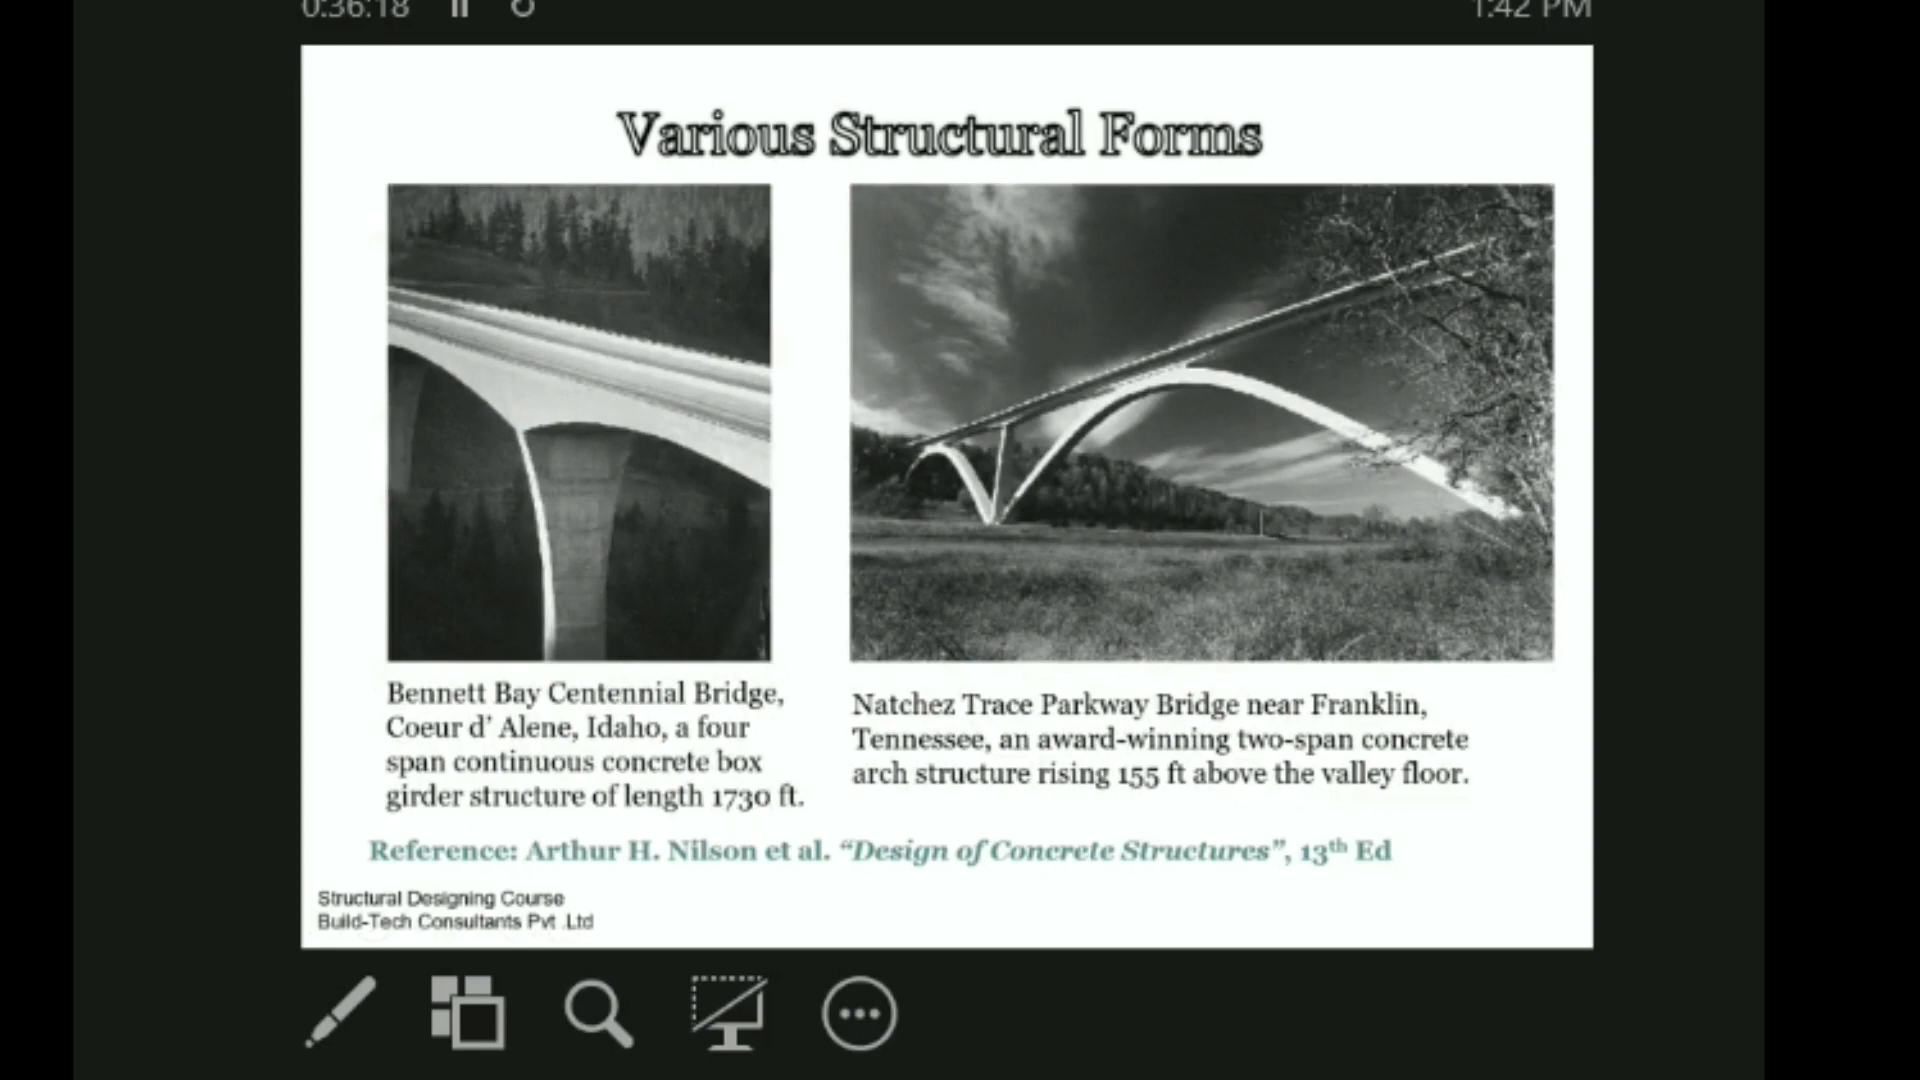 0:36:18
1:42 PM
Various Structural Forms
Bennett Bay Centennial Bridge,
Coeur d’ Alene, Idaho, a four
span continuous concrete box
girder structure of length 1730 ft.
Natchez Trace Parkway Bridge near Franklin,
Tennessee, an award-winning two-span concrete
arch structure rising 155 ft above the valley floor.
Reference: Arthur H. Nilson et al. “Design of Concrete Structures”, 13th Ed
Structural Designing Course
Build-Tech Consultants Pvt .Ltd